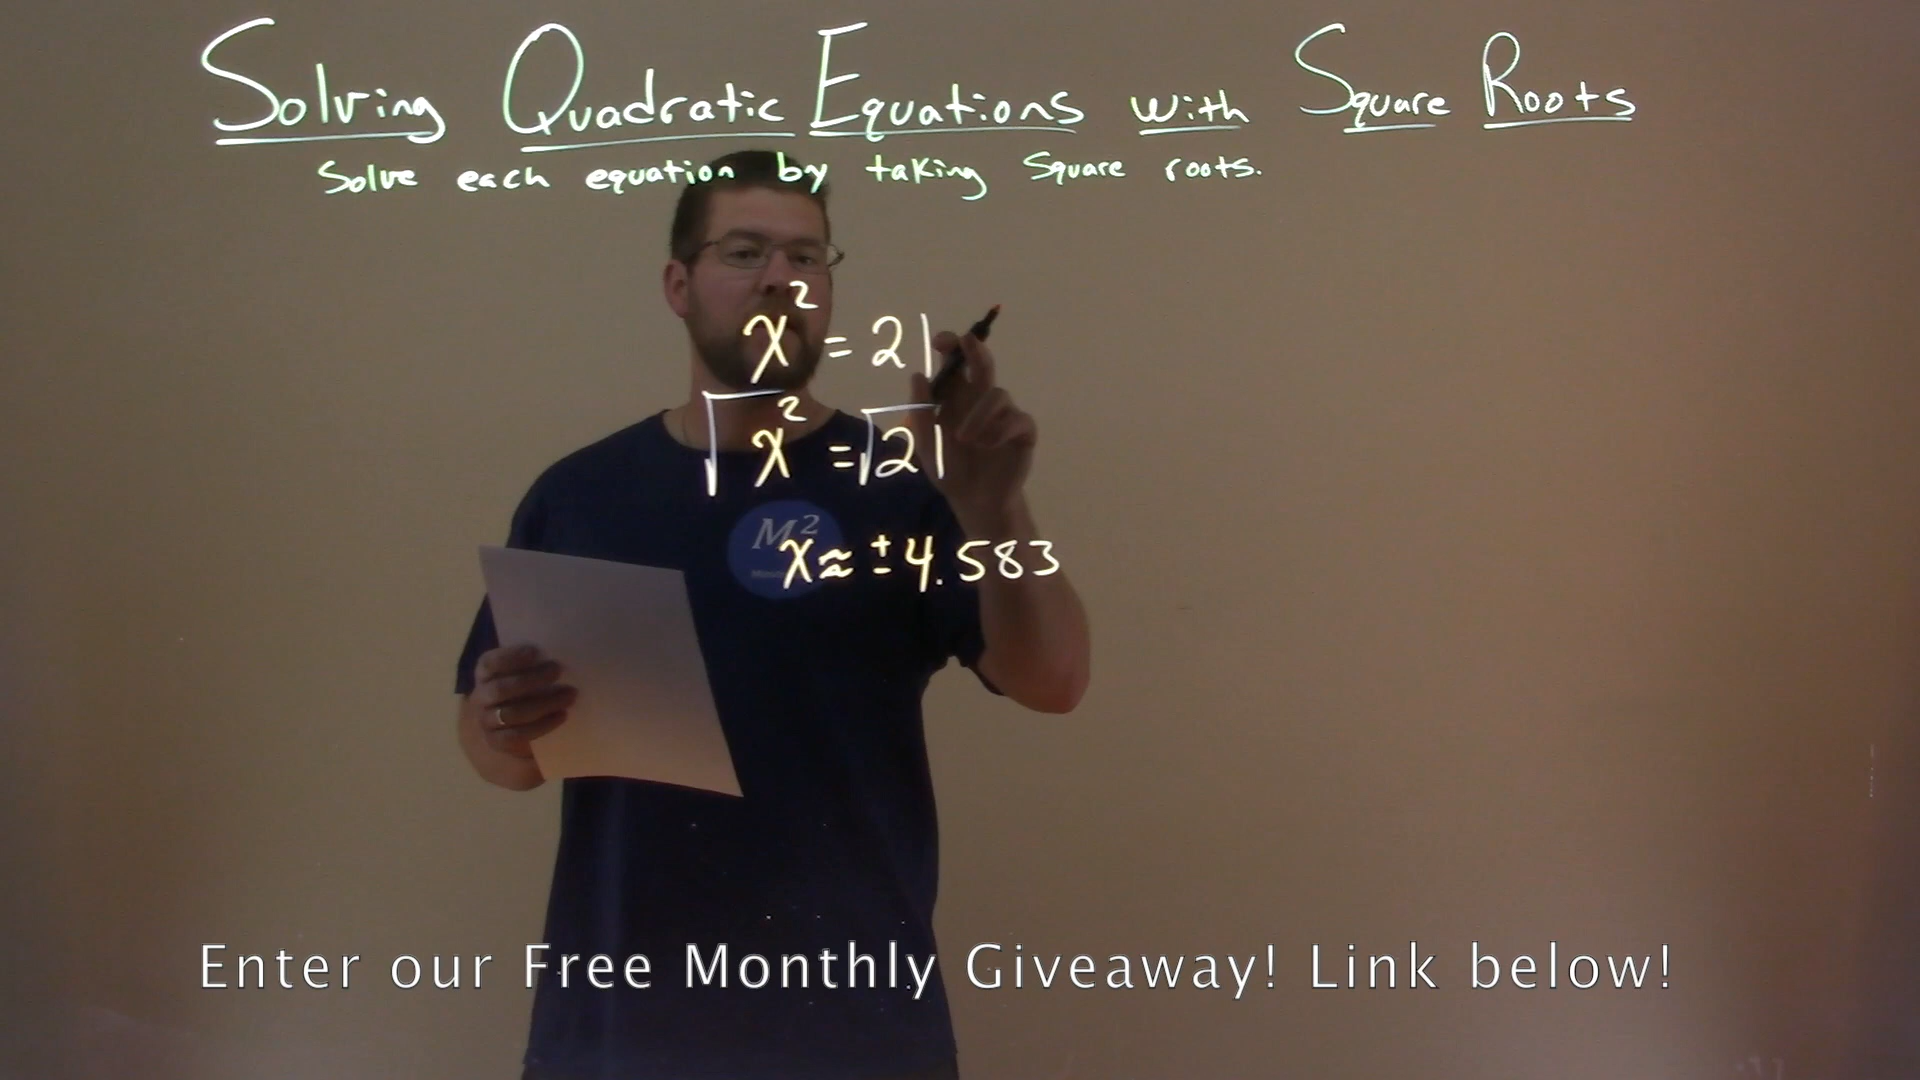 Solving Quadratic Equations with Square Roots
Solve each equation by taking Square roots.
x² = 21
√x² = √21
M²
x ≈ ±4.583
Enter our Free Monthly Giveaway! Link below!